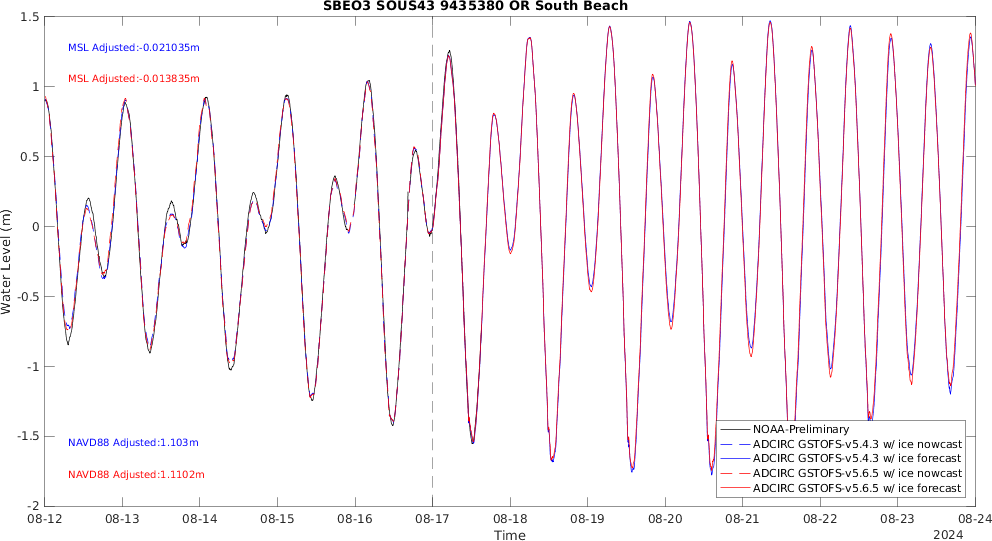 SBEO3 SOUS43 9435380 OR South Beach
1.5
1
0.5
0
-0.5
-1
-1.5
-2
Water Level (m)
MSL Adjusted:-0.021035m
MSL Adjusted:-0.013835m
NAVD88 Adjusted:1.103m
NAVD88 Adjusted:1.1102m
NOAA-Preliminary
ADCIRC GSTOFS-v5.4.3 w/ ice nowcast
ADCIRC GSTOFS-v5.4.3 w/ ice forecast
ADCIRC GSTOFS-v5.6.5 w/ ice nowcast
ADCIRC GSTOFS-v5.6.5 w/ ice forecast
08-12 08-13 08-14 08-15 08-16 08-17 08-18 08-19 08-20 08-21 08-22 08-23 08-24
Time
2024